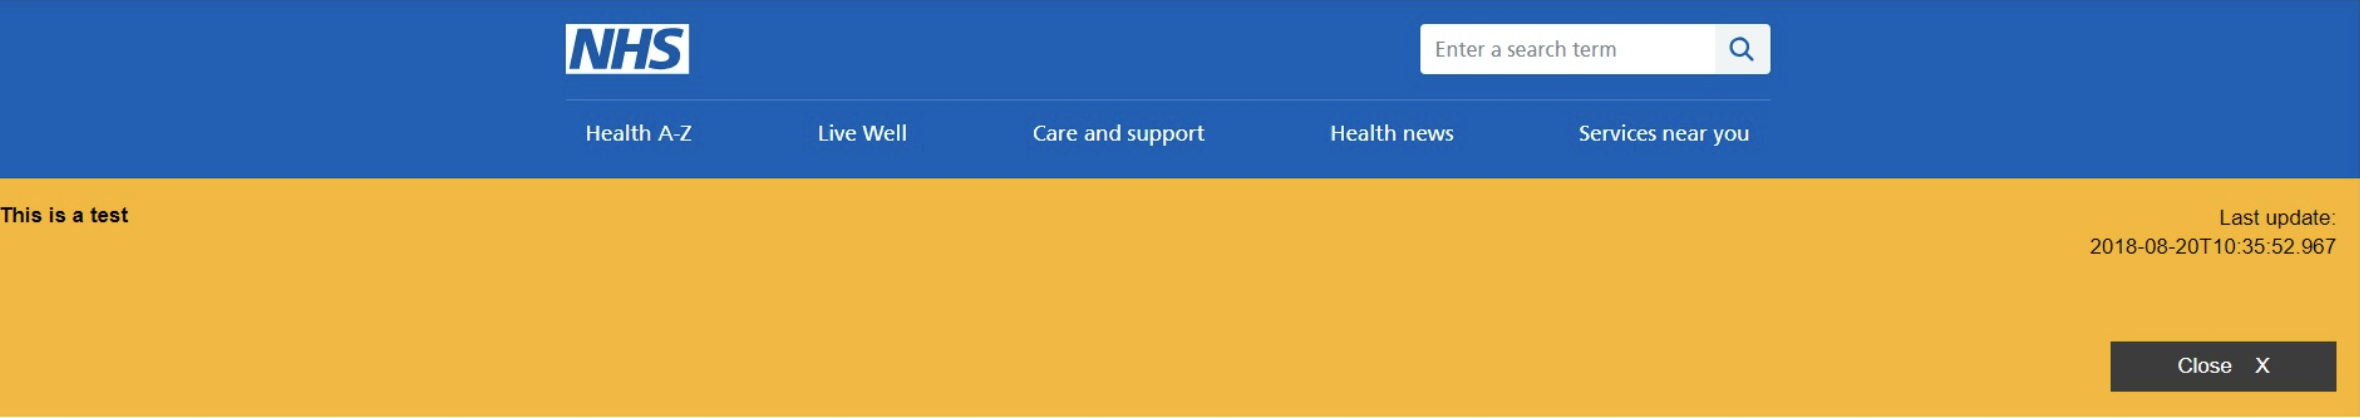 NHS
Enter a search term
Health A-Z Live Well Care and support Health news Services near you
This is a test
Last update:
2018-08-20T10:35:52.967
Close X